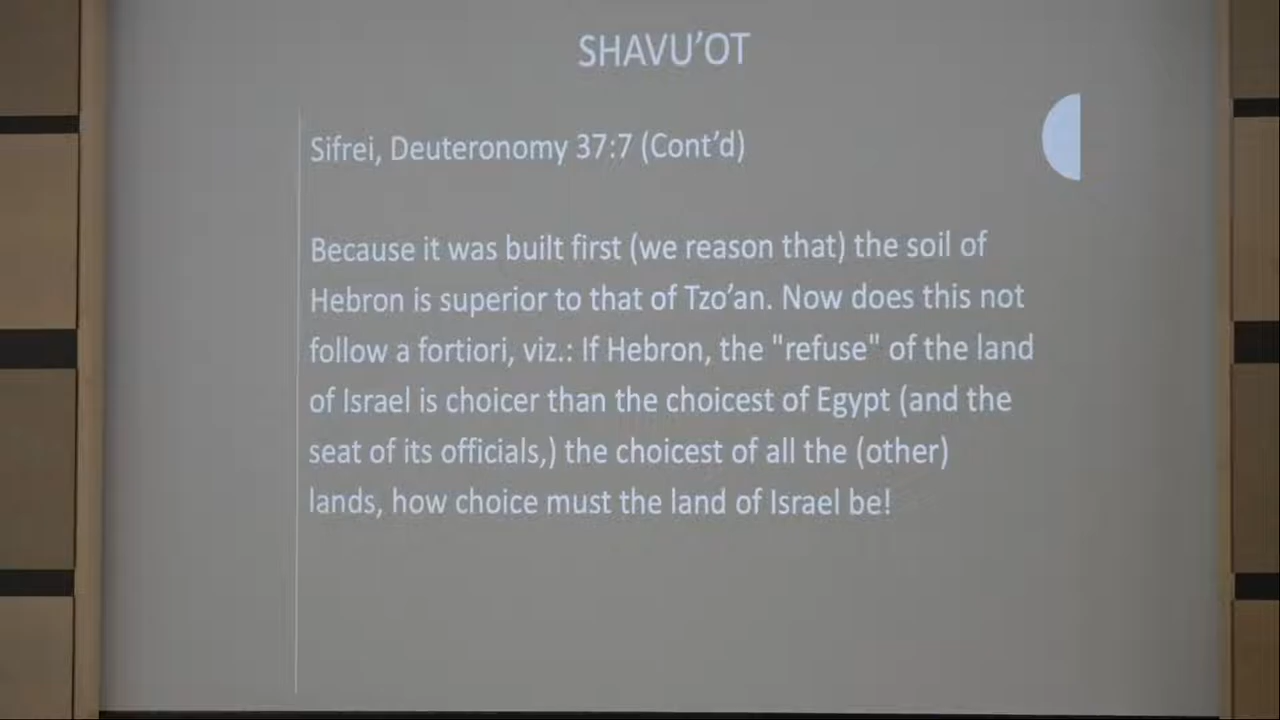 SHAVU'OT
Sifrei, Deuteronomy 37:7 (Cont'd)
Because it was built first (we reason that) the soil of
Hebron is superior to that of Tzo'an. Now does this not
follow a fortiori, viz.: If Hebron, the "refuse" of the land
of Israel is choicer than the choicest of Egypt (and the
seat of its officials,) the choicest of all the (other)
lands, how choice must the land of Israel be!